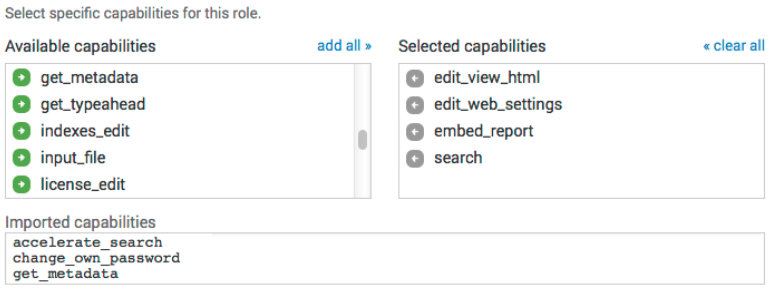 Select specific capabilities for this role.
Available capabilities add all »
get_metadata
get_typeahead
indexes_edit
input_file
license_edit
Selected capabilities « clear all
edit_view_html
edit_web_settings
embed_report
search
Imported capabilities
accelerate_search
change_own_password
get_metadata